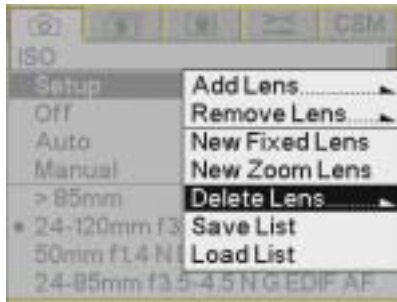 CSM
ISO
Setup
Off
Auto
Manual
> 85mm
24-120mm f3
50mm f1.4 N
24-85mm f3.5-4.5 N G EDIF AF
Add Lens
Remove Lens
New Fixed Lens
New Zoom Lens
Delete Lens
Save List
Load List